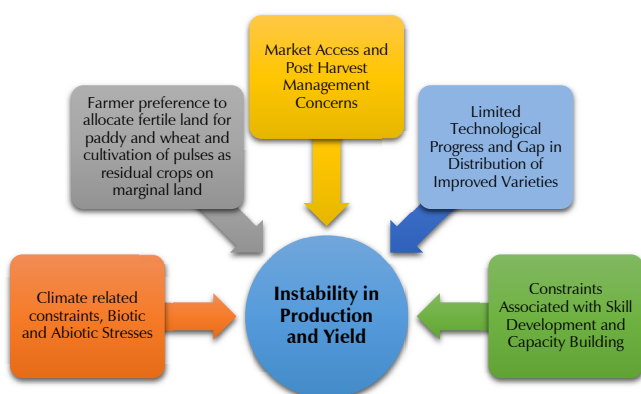 Market Access and
Post Harvest
Management
Concerns
Farmer preference to
allocate fertile land for
paddy and wheat and
cultivation of pulses as
residual crops on
marginal land
Limited
Technological
Progress and Gap in
Distribution of
Improved Varieties
Climate related
constraints, Biotic
and Abiotic Stresses
Instability in
Production
and Yield
Constraints
Associated with Skill
Development and
Capacity Building